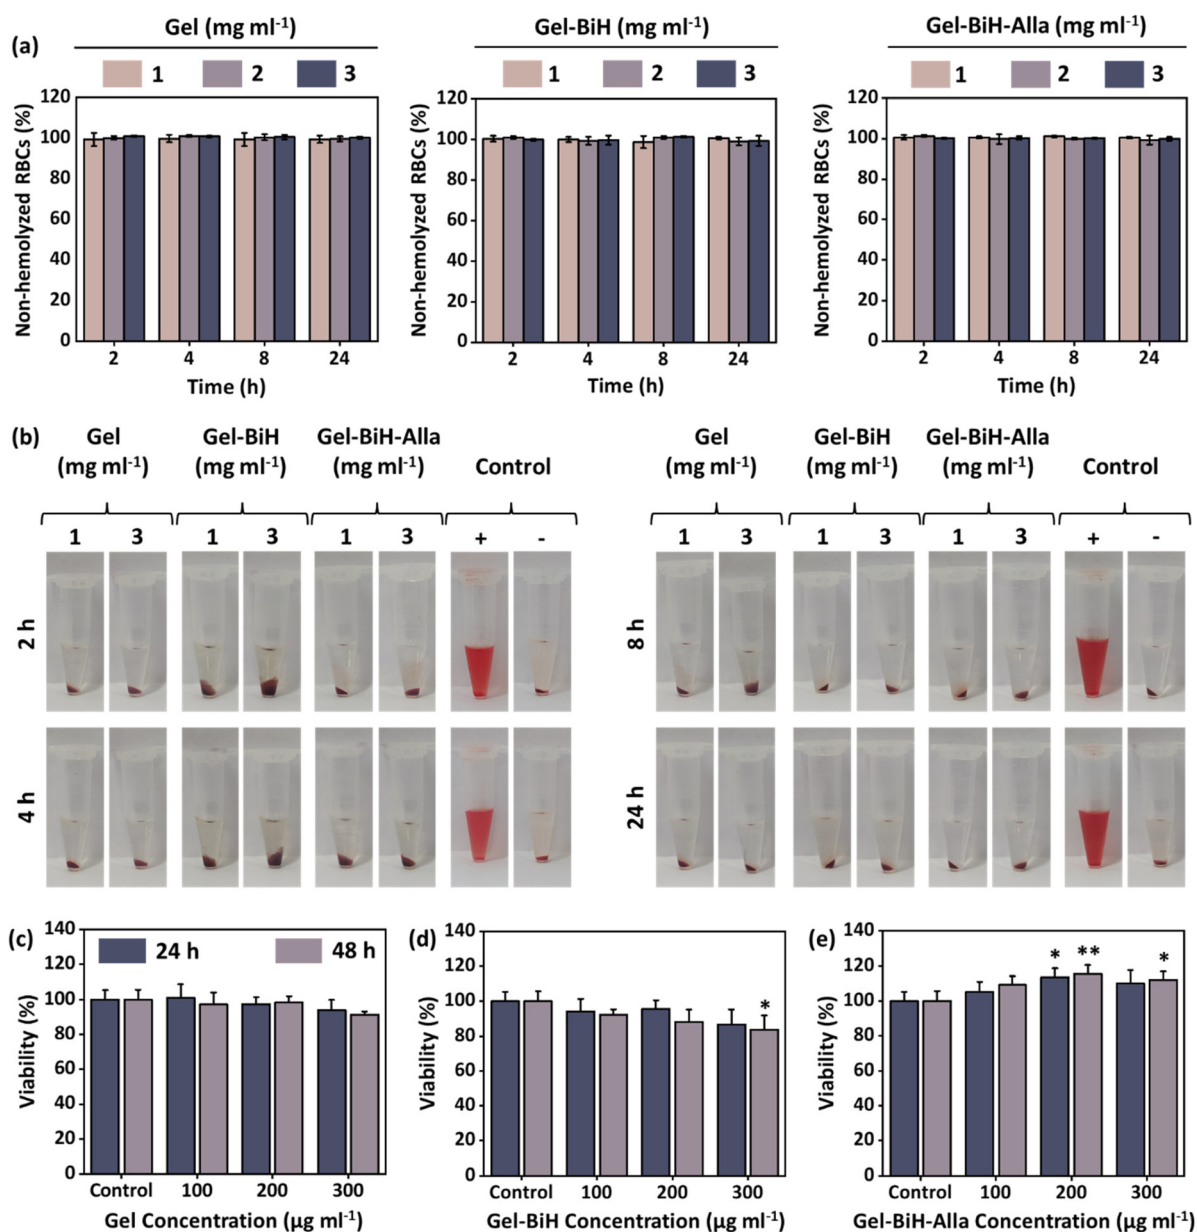 (a)
Gel (mg ml⁻¹)
1 2 3
Non-hemolyzed RBCs (%)
120
100
80
60
40
20
0
2 4 8 24
Time (h)
Gel-BiH (mg ml⁻¹)
1 2 3
Non-hemolyzed RBCs (%)
120
100
80
60
40
20
0
2 4 8 24
Time (h)
Gel-BiH-Alla (mg ml⁻¹)
1 2 3
Non-hemolyzed RBCs (%)
120
100
80
60
40
20
0
2 4 8 24
Time (h)
(b)
Gel Gel-BiH Gel-BiH-Alla
(mg ml⁻¹) (mg ml⁻¹) (mg ml⁻¹) Control
1 3 1 3 1 3 + -
2 h
4 h
Gel Gel-BiH Gel-BiH-Alla
(mg ml⁻¹) (mg ml⁻¹) (mg ml⁻¹) Control
1 3 1 3 1 3 + -
8 h
24 h
(c)
24 h 48 h
Viability (%)
140
120
100
80
60
40
20
0
Control 100 200 300
Gel Concentration (µg ml⁻¹)
(d)
Viability (%)
140
120
100
80
60
40
20
0
*
Control 100 200 300
Gel-BiH Concentration (µg ml⁻¹)
(e)
Viability (%)
140
120
100
80
60
40
20
0
* ** *
Control 100 200 300
Gel-BiH-Alla Concentration (µg ml⁻¹)